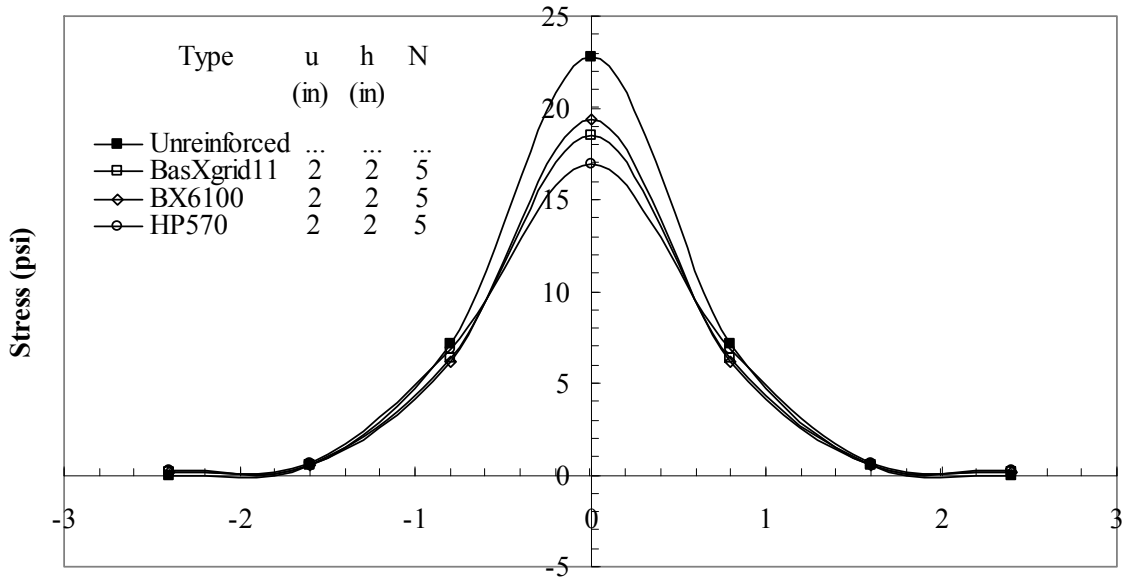 25
Type u h N
(in) (in)
20
Unreinforced ... ... ...
BasXgrid11 2 2 5
BX6100 2 2 5
HP570 2 2 5
15
10
Stress (psi)
5
0
-3 -2 -1 0 1 2 3
-5